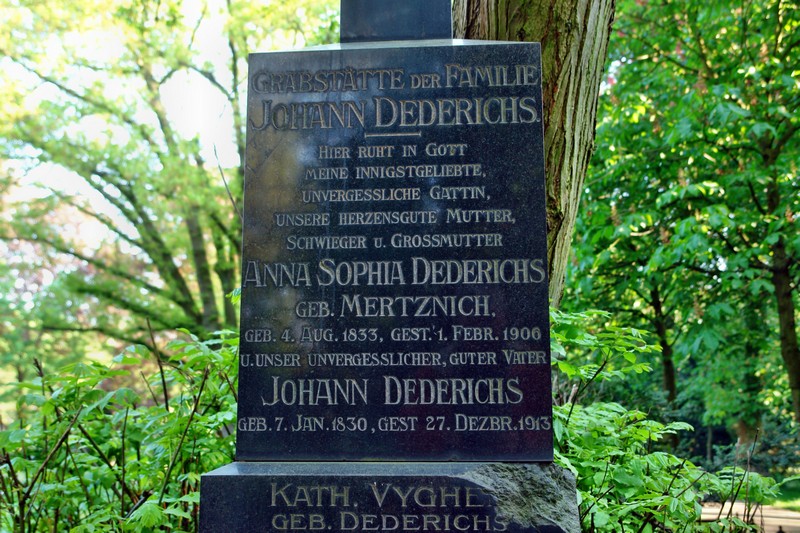 GRABSTÄTTE DER FAMILIE
JOHANN DEDERICHS.
HIER RUHT IN GOTT
MEINE INNIGSTGELIEBTE,
UNVERGESSLICHE GATTIN,
UNSERE HERZENSGUTE MUTTER,
SCHWIEGER U. GROSSMUTTER
ANNA SOPHIA DEDERICHS
GEB. MERTZNICH,
GEB. 4. AUG. 1833, GEST. 1. FEBR. 1906
U. UNSER UNVERGESSLICHER, GUTER VATER
JOHANN DEDERICHS
GEB. 7. JAN. 1830, GEST 27. DEZBR. 1913
KATH.
GEB. DEDERICHS